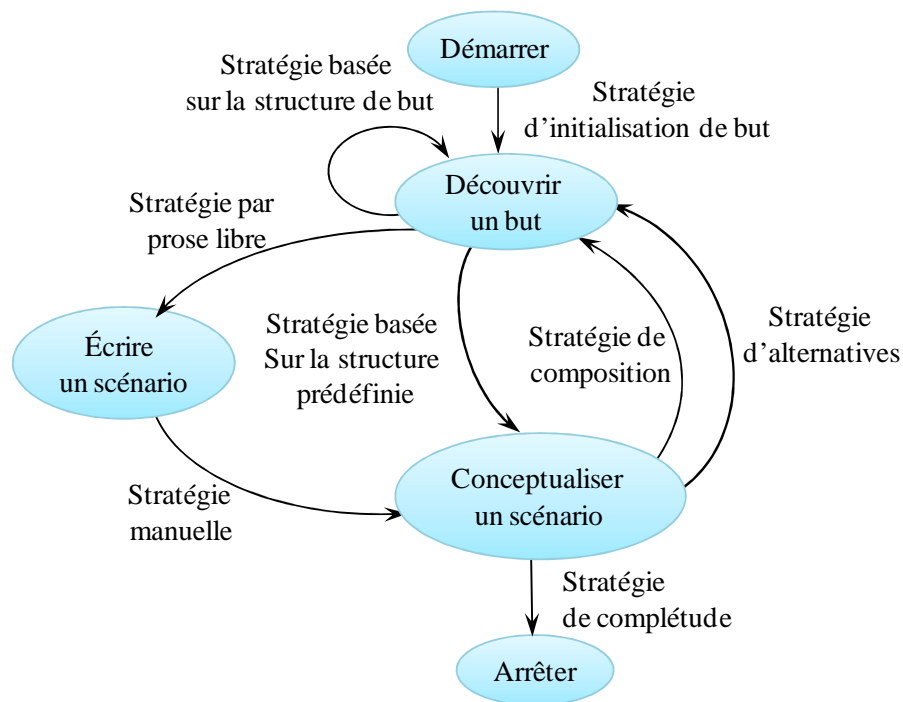 Démarrer
Stratégie basée
sur la structure de but
Stratégie
d'initialisation de but
Découvrir
un but
Stratégie par
prose libre
Écrire
un scénario
Stratégie basée
Sur la structure
prédéfinie
Stratégie de
composition
Stratégie
d'alternatives
Conceptualiser
un scénario
Stratégie
manuelle
Stratégie
de complétude
Arrêter